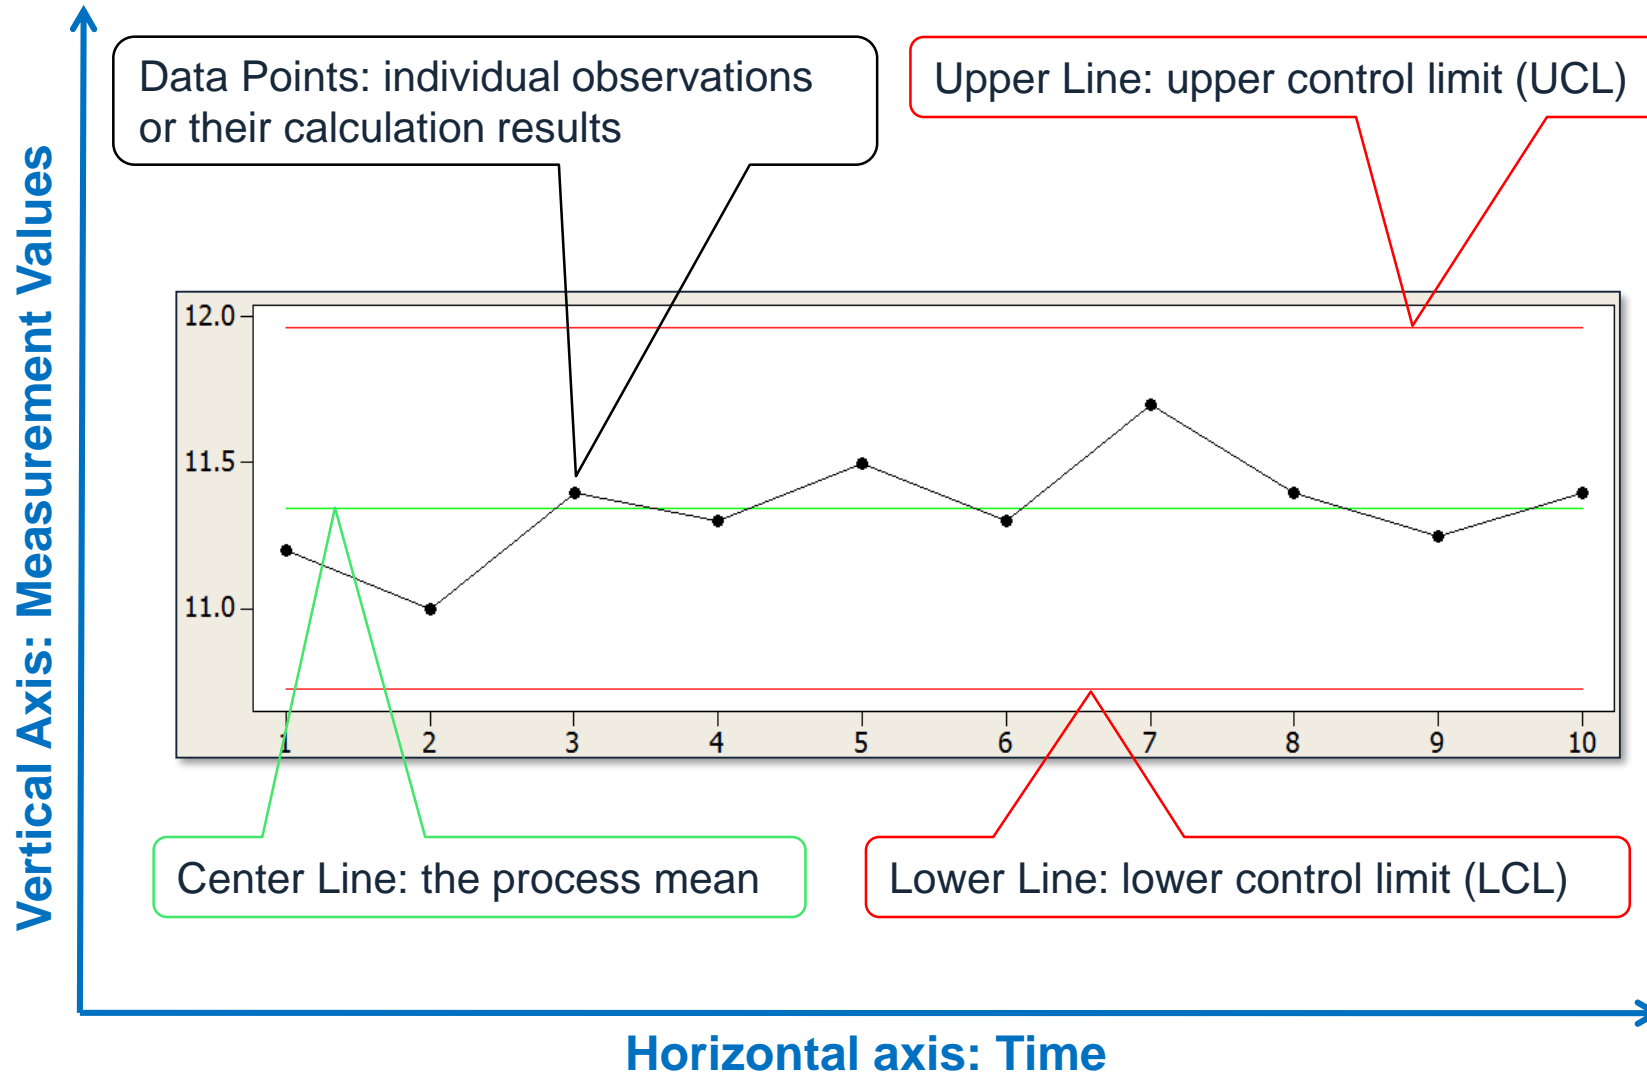 Data Points: individual observations
or their calculation results
Upper Line: upper control limit (UCL)
Vertical Axis: Measurement Values
12.0
11.5
11.0
1 2 3 4 5 6 7 8 9 10
Center Line: the process mean
Lower Line: lower control limit (LCL)
Horizontal axis: Time